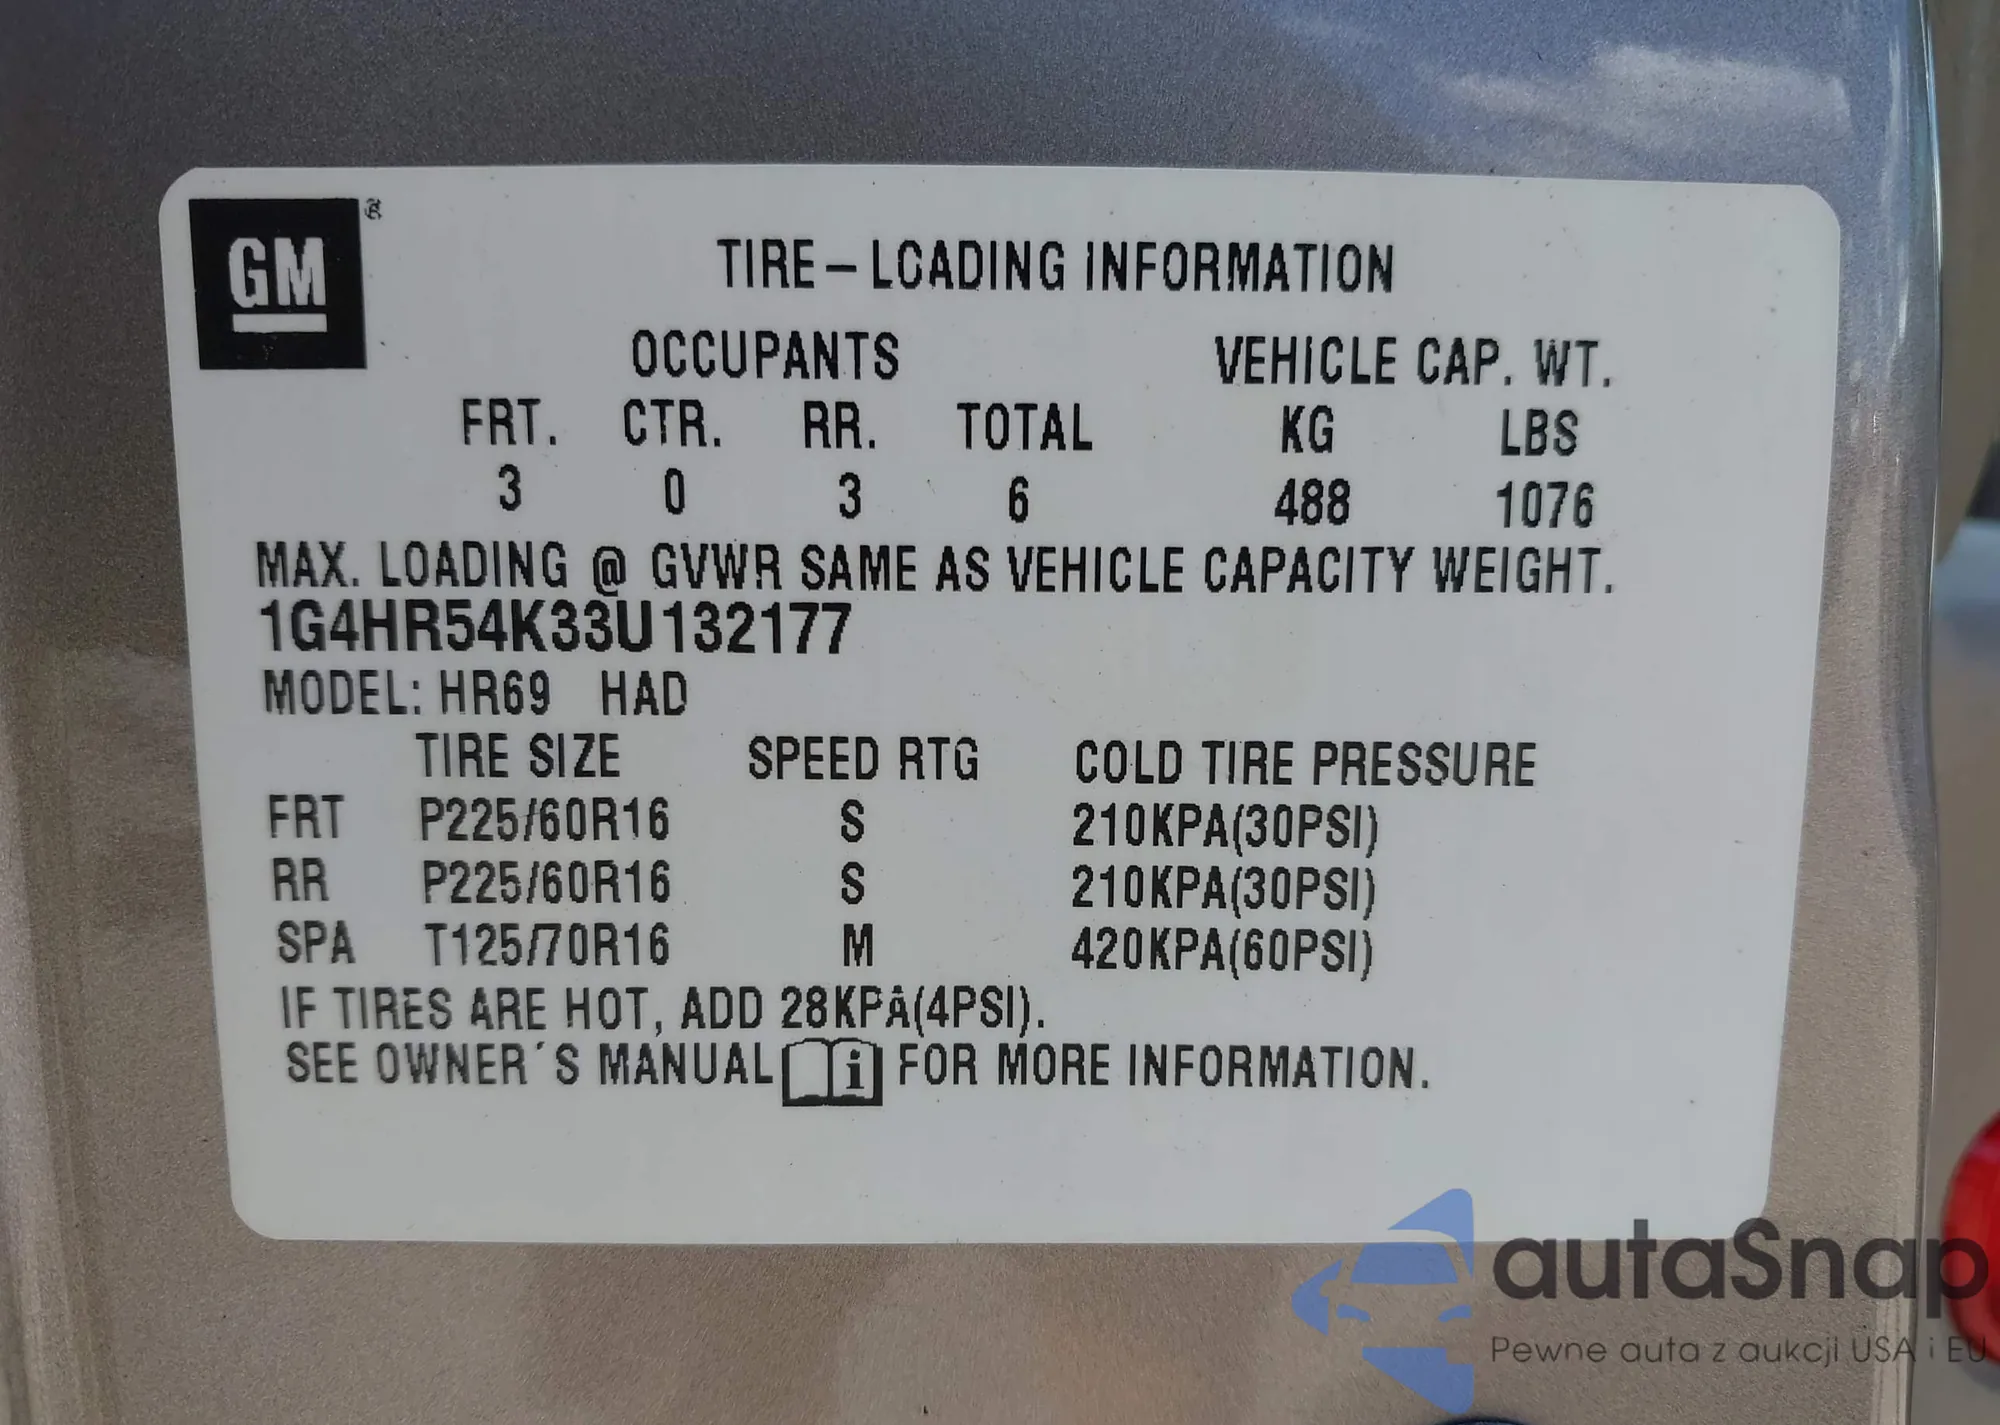 GM
TIRE-LOADING INFORMATION
OCCUPANTS VEHICLE CAP. WT.
FRT. CTR. RR. TOTAL KG LBS
3 0 3 6 488 1076
MAX. LOADING @ GVWR SAME AS VEHICLE CAPACITY WEIGHT.
1G4HR54K33U132177
MODEL: HR69 HAD
TIRE SIZE SPEED RTG COLD TIRE PRESSURE
FRT P225/60R16 S 210KPA(30PSI)
RR P225/60R16 S 210KPA(30PSI)
SPA T125/70R16 M 420KPA(60PSI)
IF TIRES ARE HOT, ADD 28KPA(4PSI).
SEE OWNER´S MANUAL i FOR MORE INFORMATION.
autaSnap
Pewne auta z aukcji USA i EU